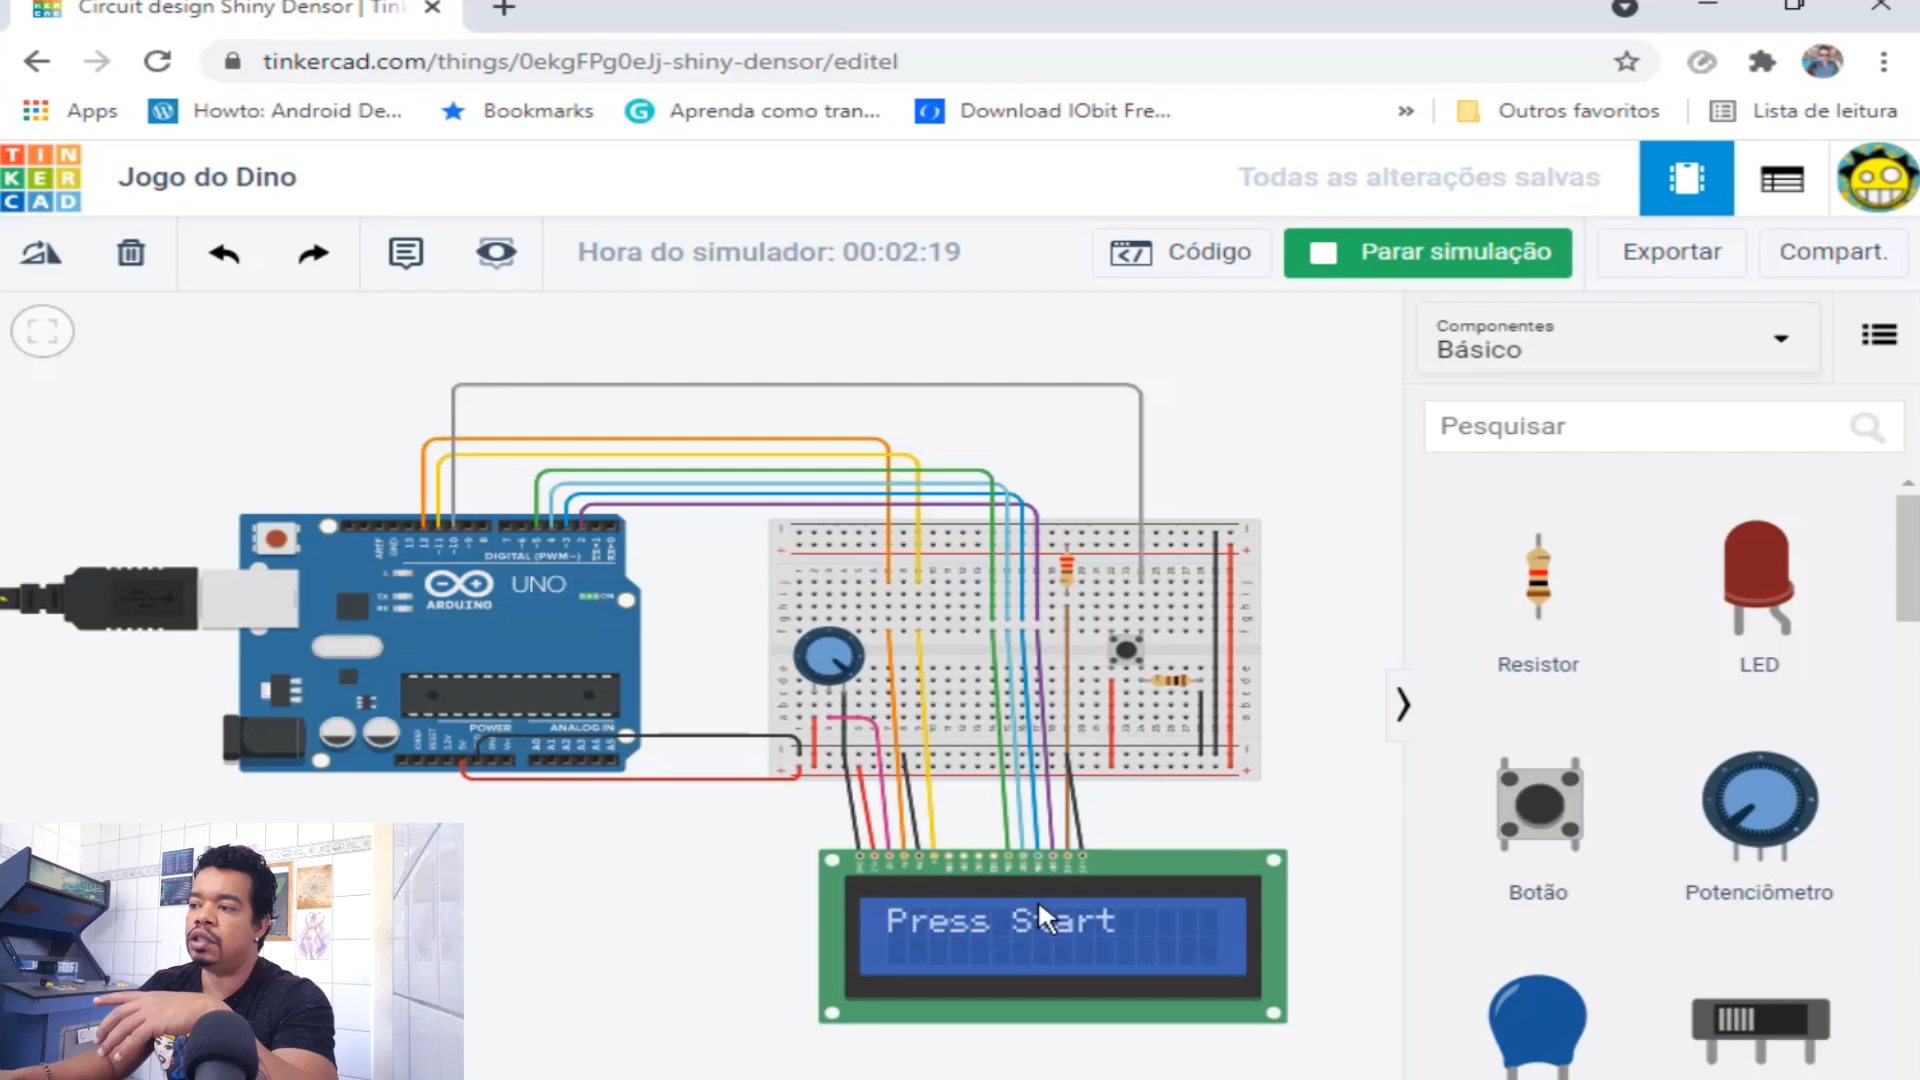 Circuit design Shiny Densor | Tin
tinkercad.com/things/0ekgFPg0eJj-shiny-densor/editel
Apps
Howto: Android De...
Bookmarks
Aprenda como tran...
Download IObit Fre...
»
Outros favoritos
Lista de leitura
TIN
KER
CAD
Jogo do Dino
Todas as alterações salvas
Hora do simulador: 00:02:19
Código
Parar simulação
Exportar
Compart.
Componentes
Básico
Pesquisar
Resistor
LED
Botão
Potenciômetro
DIGITAL (PWM~)
UNO
ARDUINO
POWER
ANALOG IN
Press Start